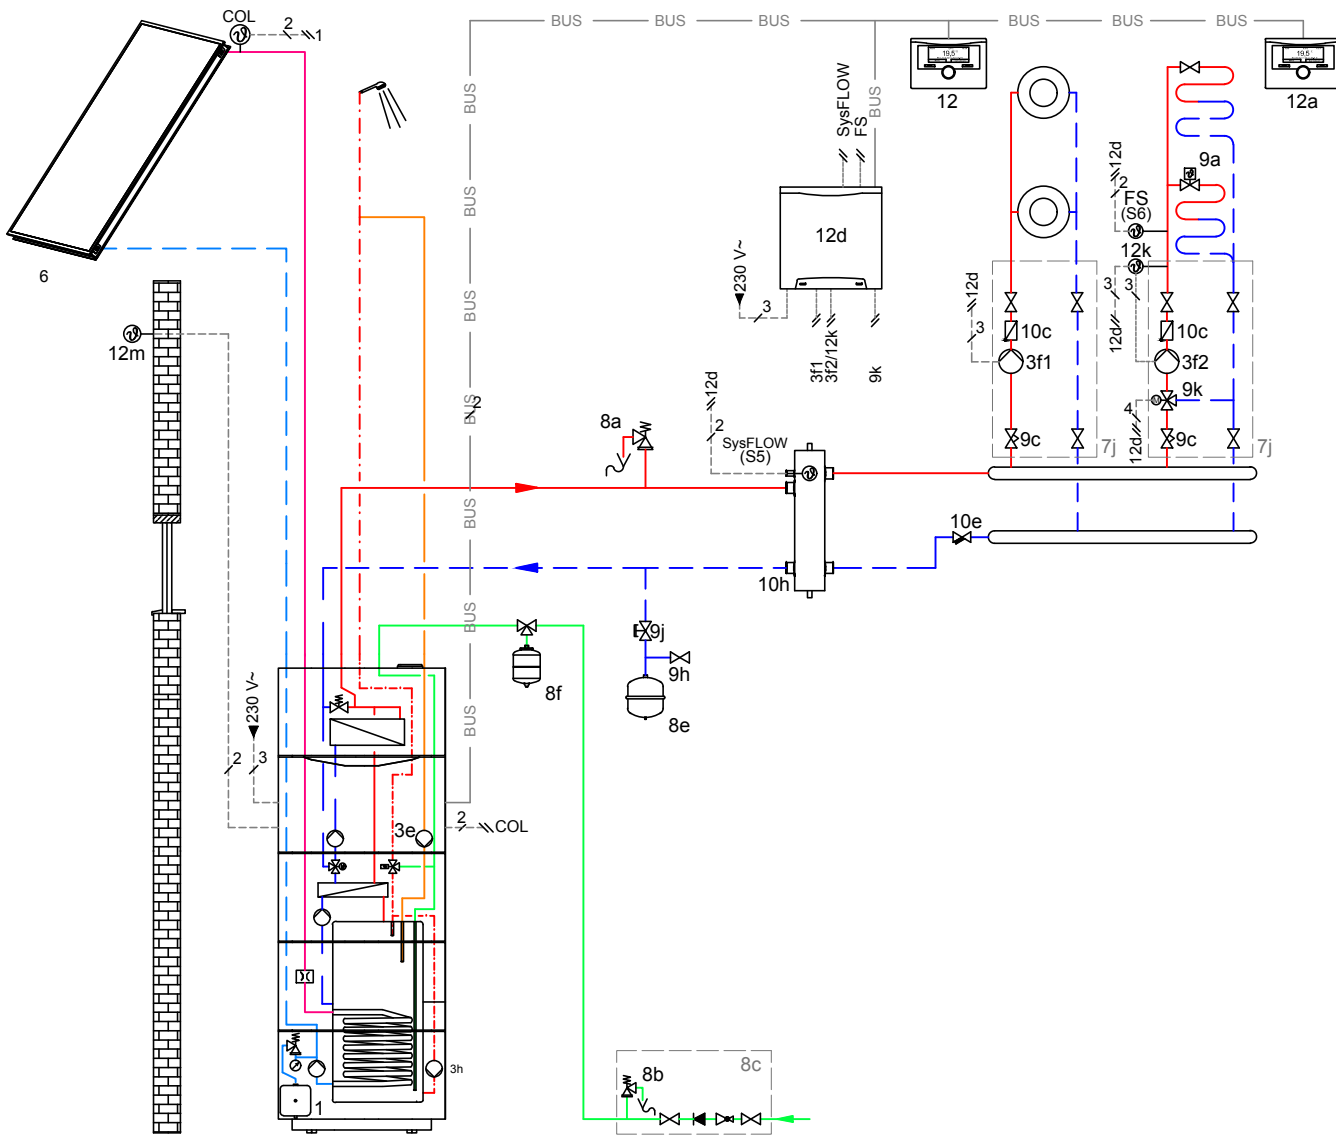 COL
2
1
BUS
BUS
BUS
BUS
BUS
BUS
19,5°
12
19,5°
12a
6
BUS
BUS
BUS
BUS
BUS
BUS
BUS
2
SysFLOW
FS
BUS
12d
230 V~
3
3f1
3f2/12k
9k
12d
2
9a
FS
(S6)
12k
12d
3
10c
3f1
9c
7j
3
12d
3
10c
3f2
9k
M
4
12d
9c
7j
12m
8a
12d
2
SysFLOW
(S5)
10h
10e
9j
9h
8e
8f
230 V~
2
3
3e
2
COL
3h
1
8b
8c